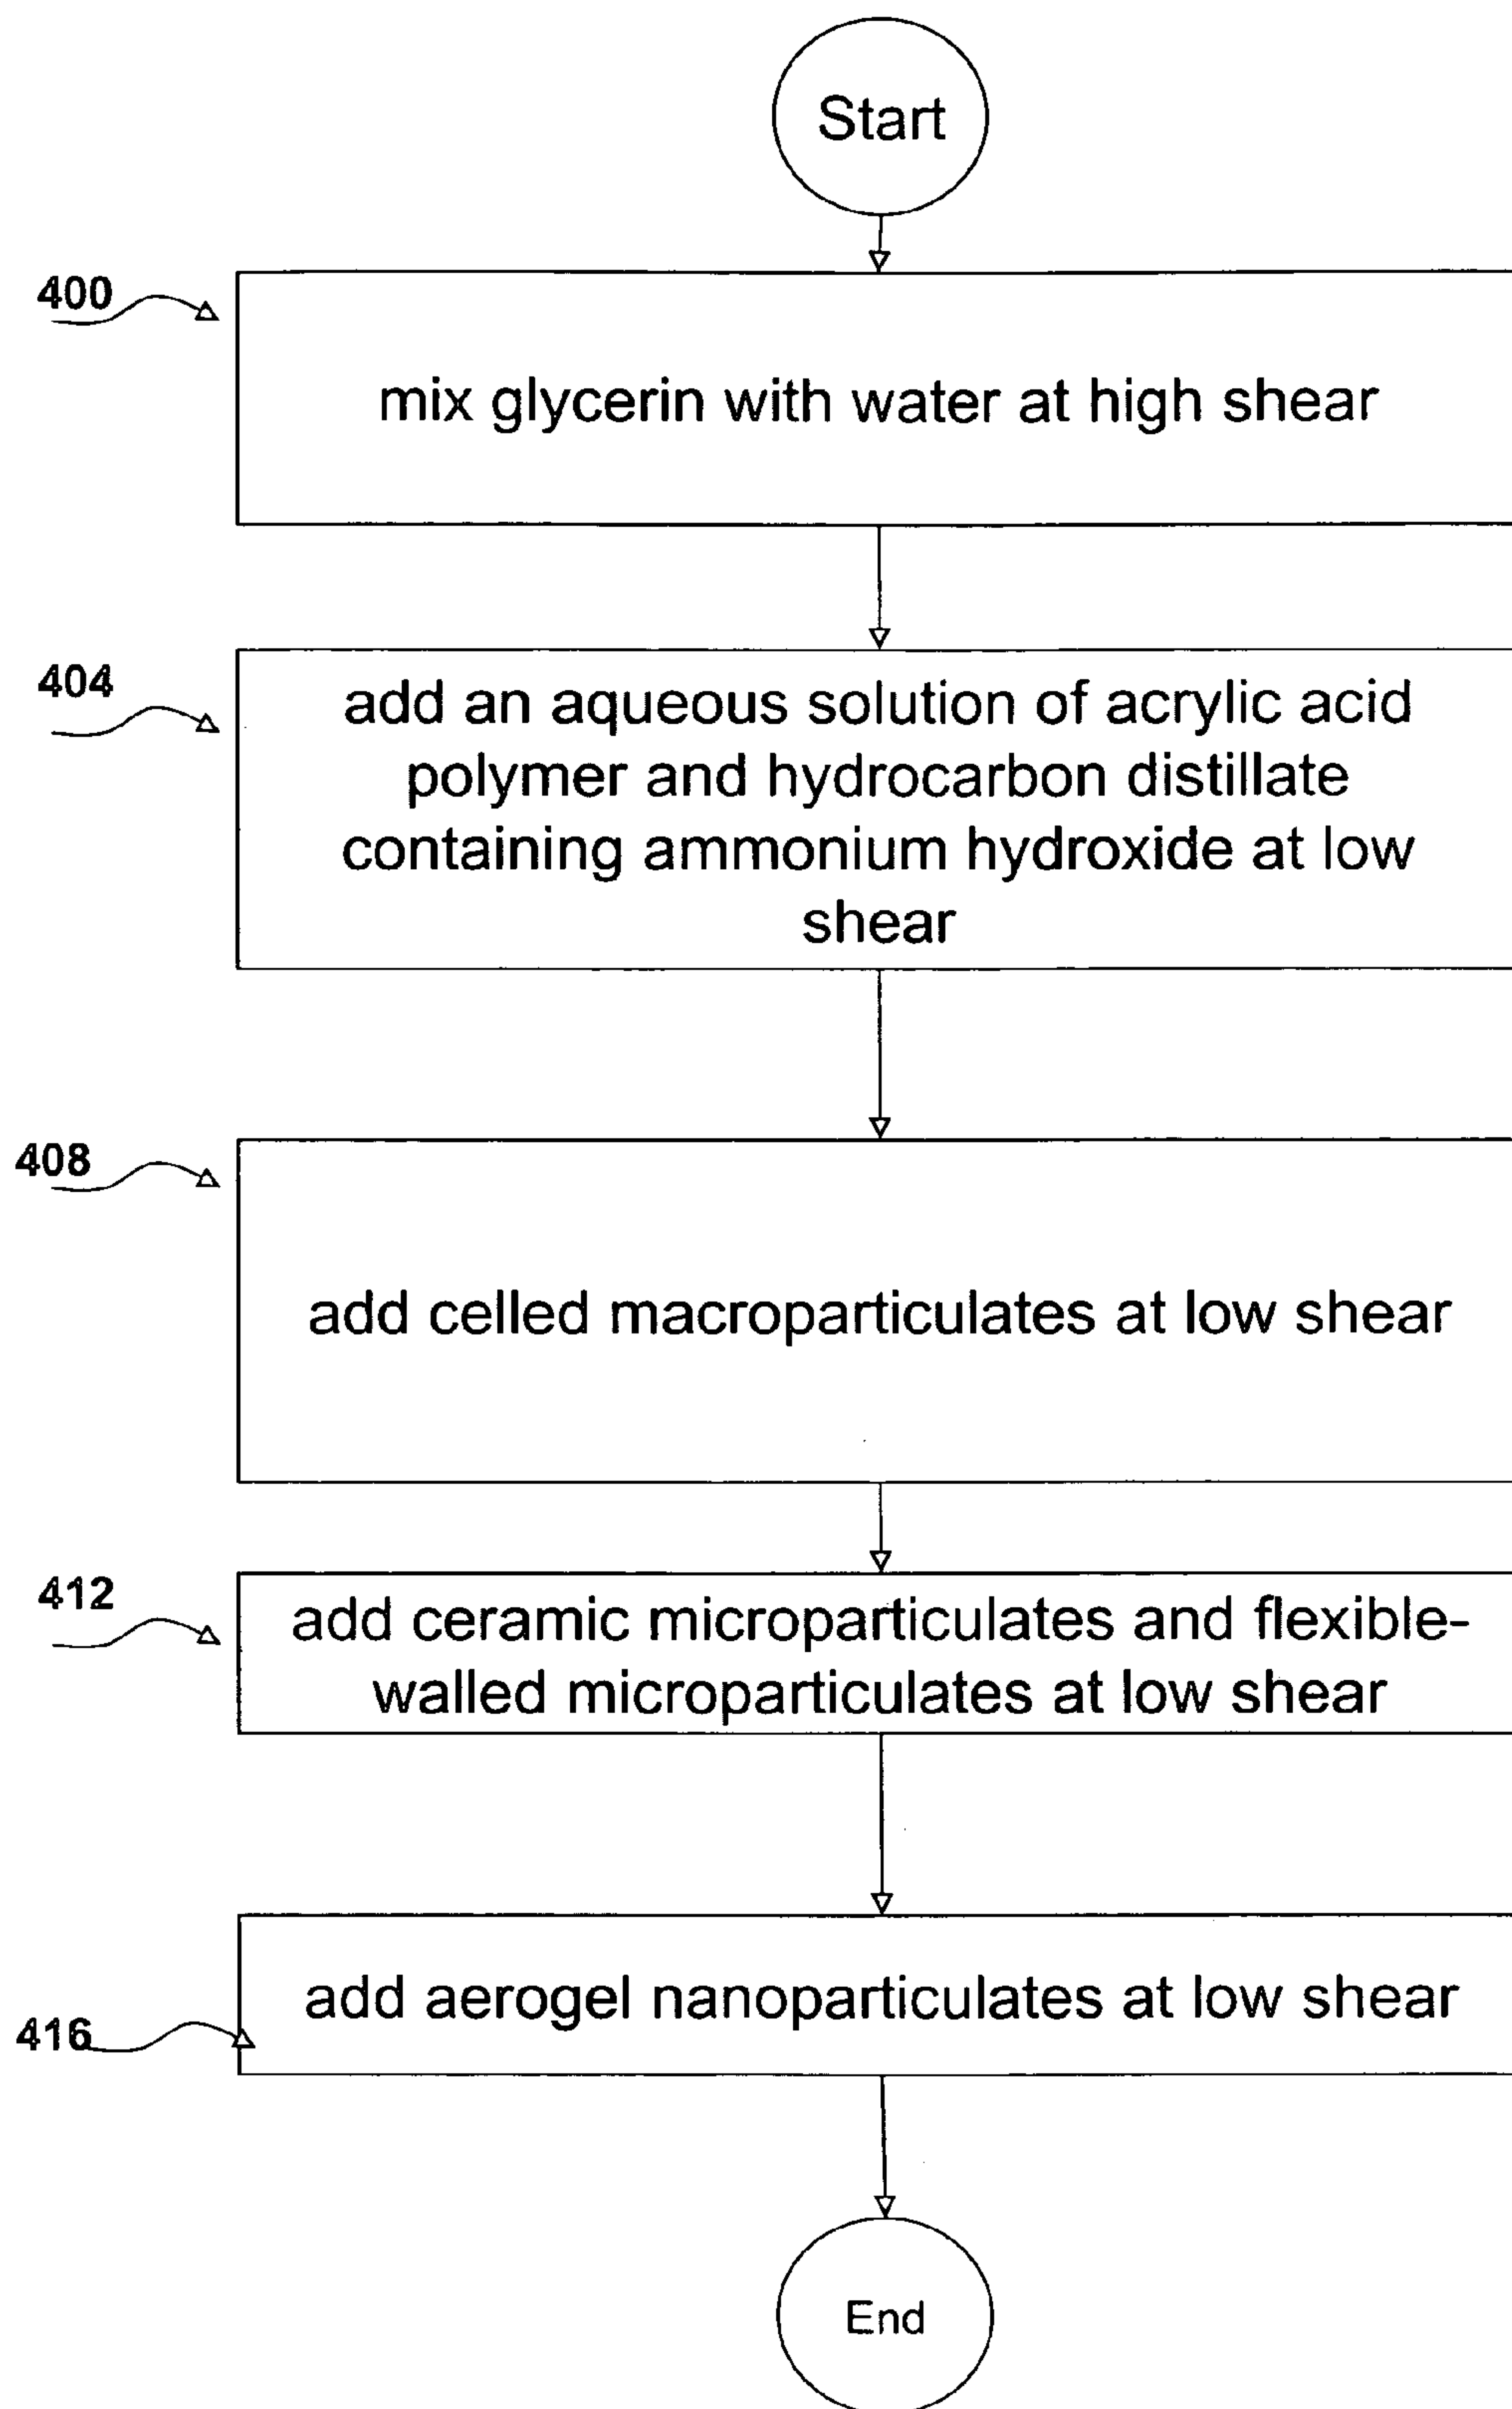 Start
400
mix glycerin with water at high shear
404
add an aqueous solution of acrylic acid
polymer and hydrocarbon distillate
containing ammonium hydroxide at low
shear
408
add celled macroparticulates at low shear
412
add ceramic microparticulates and flexible-
walled microparticulates at low shear
416
add aerogel nanoparticulates at low shear
End